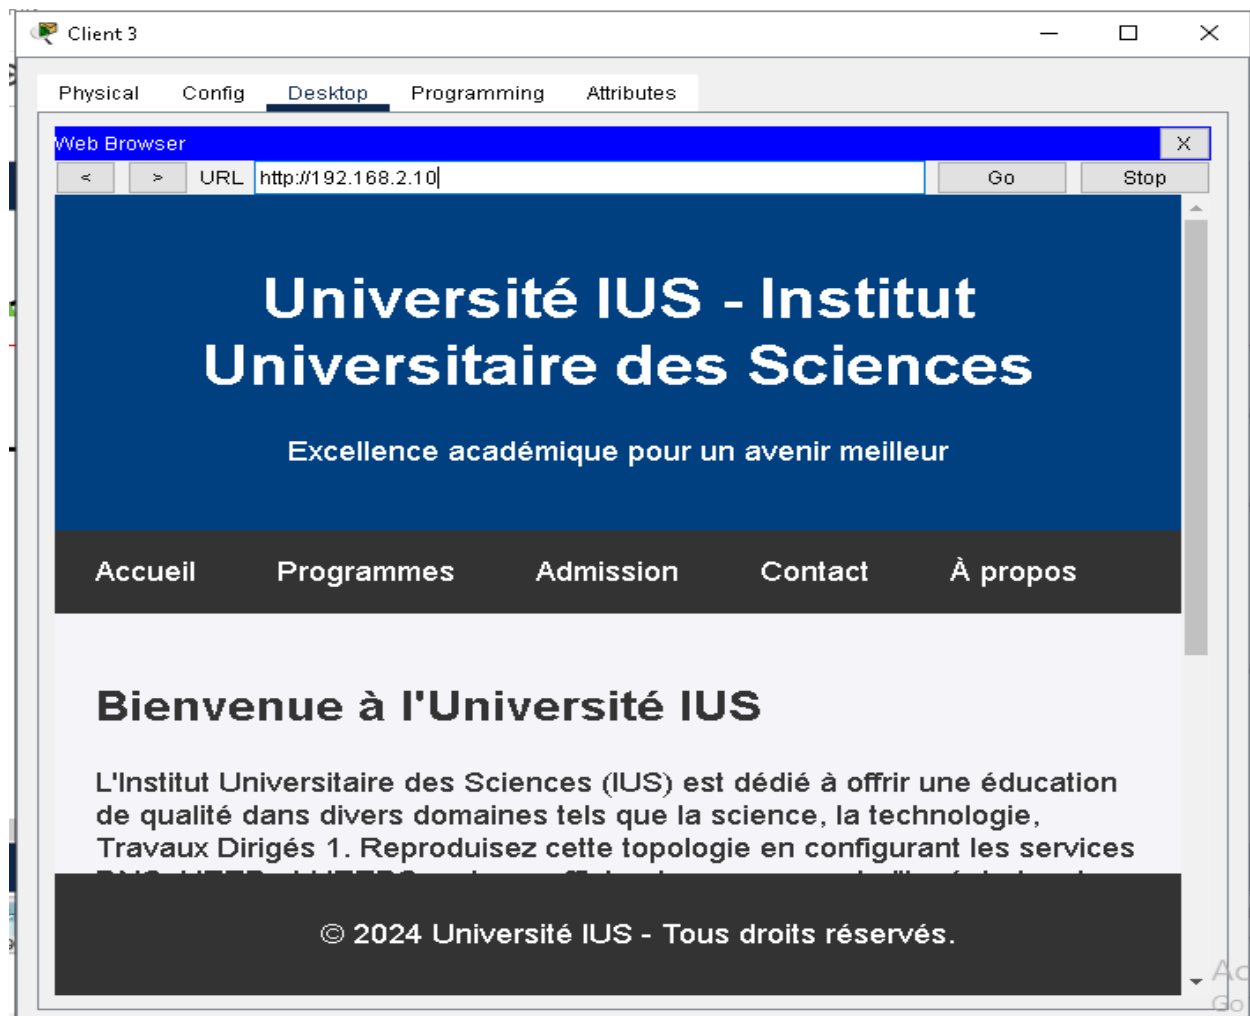 Client 3
Physical Config Desktop Programming Attributes
Web Browser X
< > URL http://192.168.2.10 Go Stop
Université IUS - Institut
Universitaire des Sciences
Excellence académique pour un avenir meilleur
Accueil Programmes Admission Contact À propos
Bienvenue à l'Université IUS
L'Institut Universitaire des Sciences (IUS) est dédié à offrir une éducation
de qualité dans divers domaines tels que la science, la technologie,
Travaux Dirigés 1. Reproduisez cette topologie en configurant les services
© 2024 Université IUS - Tous droits réservés.
Go